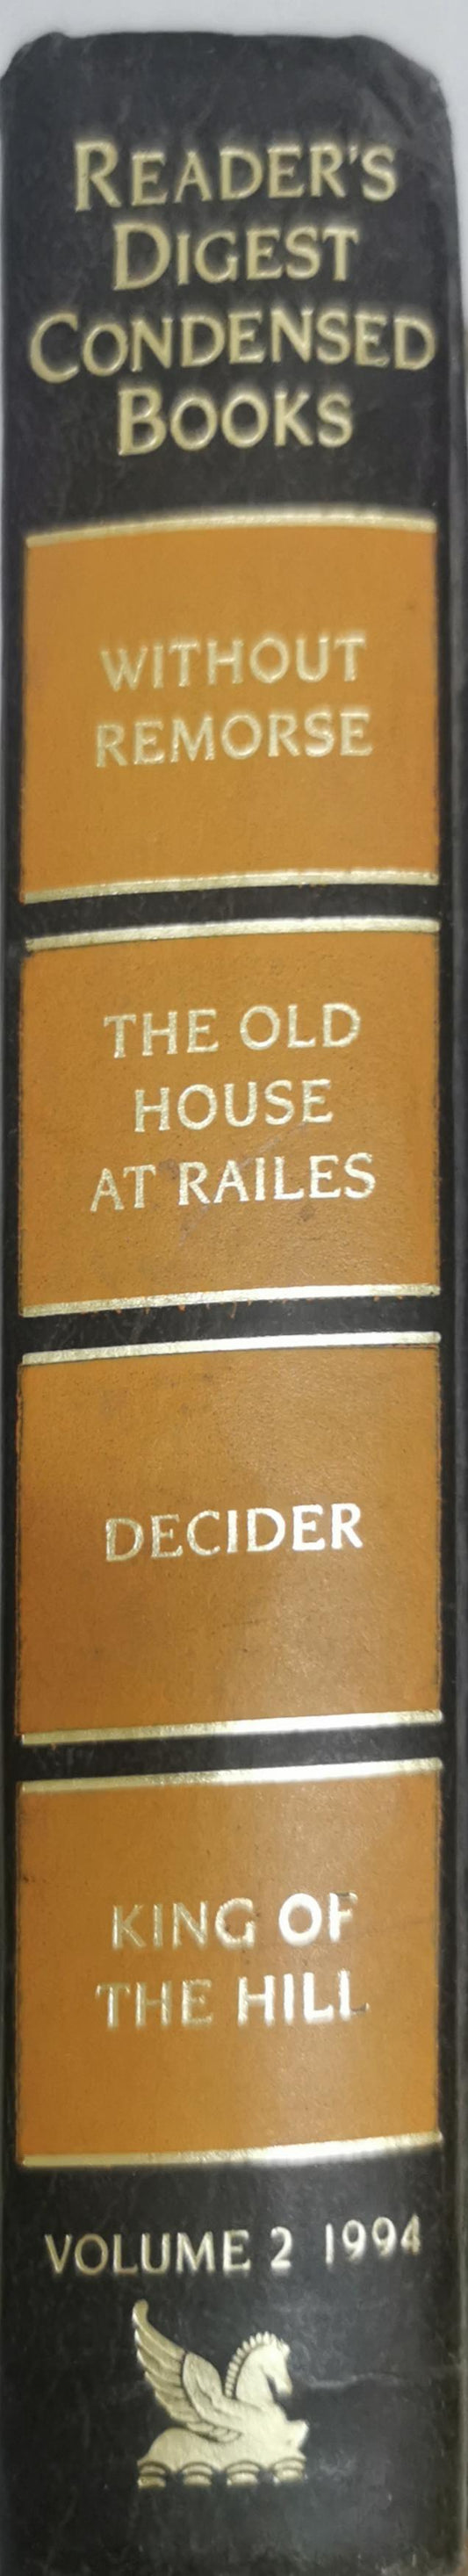 READER'S
DIGEST
CONDENSED
BOOKS
WITHOUT
REMORSE
THE OLD
HOUSE
AT RAILES
DECIDER
KING OF
THE HILL
VOLUME 2 1994